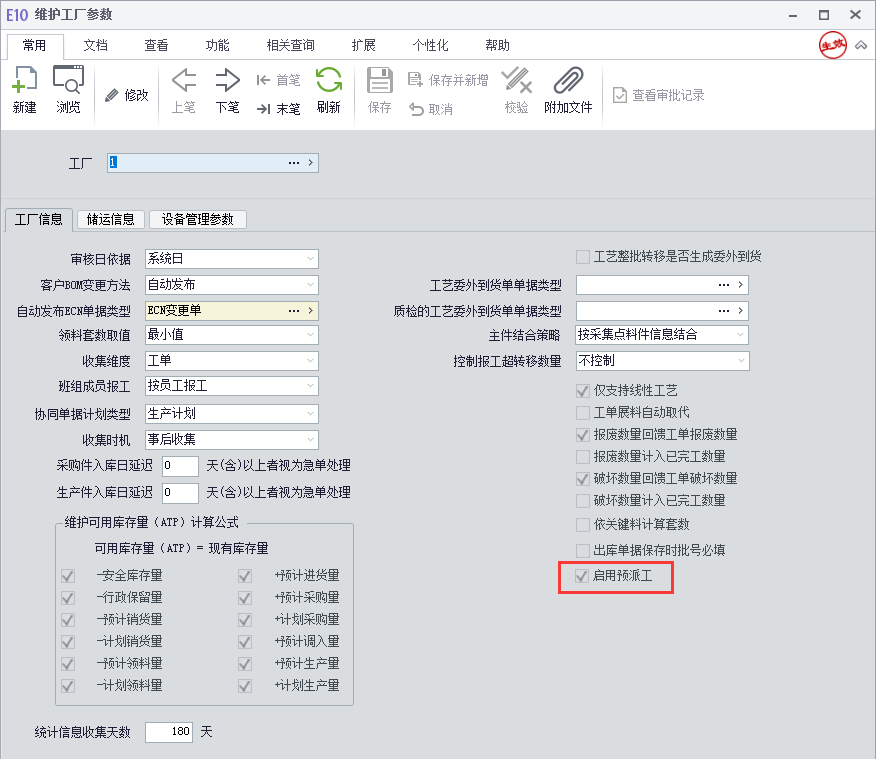 E10 维护工厂参数
常用 文档 查看 功能 相关查询 扩展 个性化 帮助 生效
新建 浏览 修改 上笔 下笔 首笔 末笔 刷新 保存 保存并新增 取消 校验 附加文件 查看审批记录
工厂 1
工厂信息 储运信息 设备管理参数
审核日依据 系统日 工艺整批转移是否生成委外到货
客户BOM变更方法 自动发布 工艺委外到货单单据类型
自动发布ECN单据类型 ECN变更单 质检的工艺委外到货单单据类型
领料套数取值 最小值 主件结合策略 按采集点料件信息结合
收集维度 工单 控制报工超转移数量 不控制
班组成员报工 按员工报工 仅支持线性工艺
协同单据计划类型 生产计划 工单展料自动取代
收集时机 事后收集 报废数量回馈工单报废数量
采购件入库日延迟 0 天(含)以上者视为急单处理 报废数量计入已完工数量
破坏数量回馈工单破坏数量
生产件入库日延迟 0 天(含)以上者视为急单处理 破坏数量计入已完工数量
维护可用库存量（ATP）计算公式 依关键料计算套数
可用库存量（ATP）= 现有库存量 出库单据保存时批号必填
-安全库存量 +预计进货量 启用预派工
-行政保留量 +预计采购量
-预计销货量 +计划采购量
-计划销货量 +预计调入量
-预计领料量 +预计生产量
-计划领料量 +计划生产量
统计信息收集天数 180 天